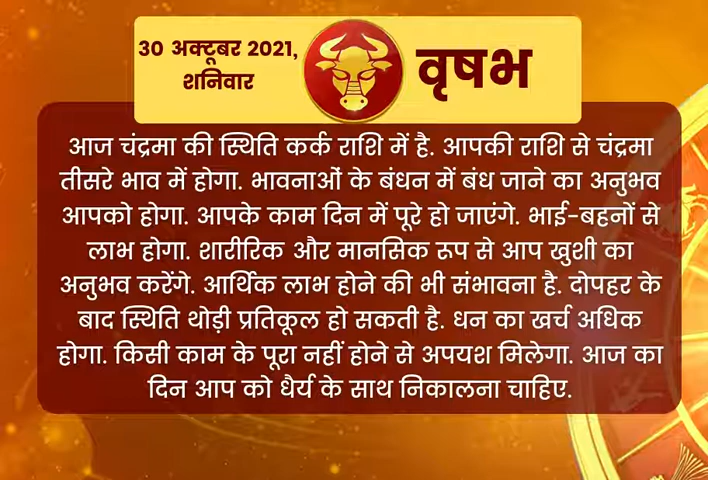 30 अक्टूबर 2021,
शनिवार
वृषभ
आज चंद्रमा की स्थिति कर्क राशि में है. आपकी राशि से चंद्रमा
तीसरे भाव में होगा. भावनाओं के बंधन में बंध जाने का अनुभव
आपको होगा. आपके काम दिन में पूरे हो जाएंगे. भाई-बहनों से
लाभ होगा. शारीरिक और मानसिक रूप से आप खुशी का
अनुभव करेंगे. आर्थिक लाभ होने की भी संभावना है. दोपहर के
बाद स्थिति थोड़ी प्रतिकूल हो सकती है. धन का खर्च अधिक
होगा. किसी काम के पूरा नहीं होने से अपयश मिलेगा. आज का
दिन आप को धैर्य के साथ निकालना चाहिए.